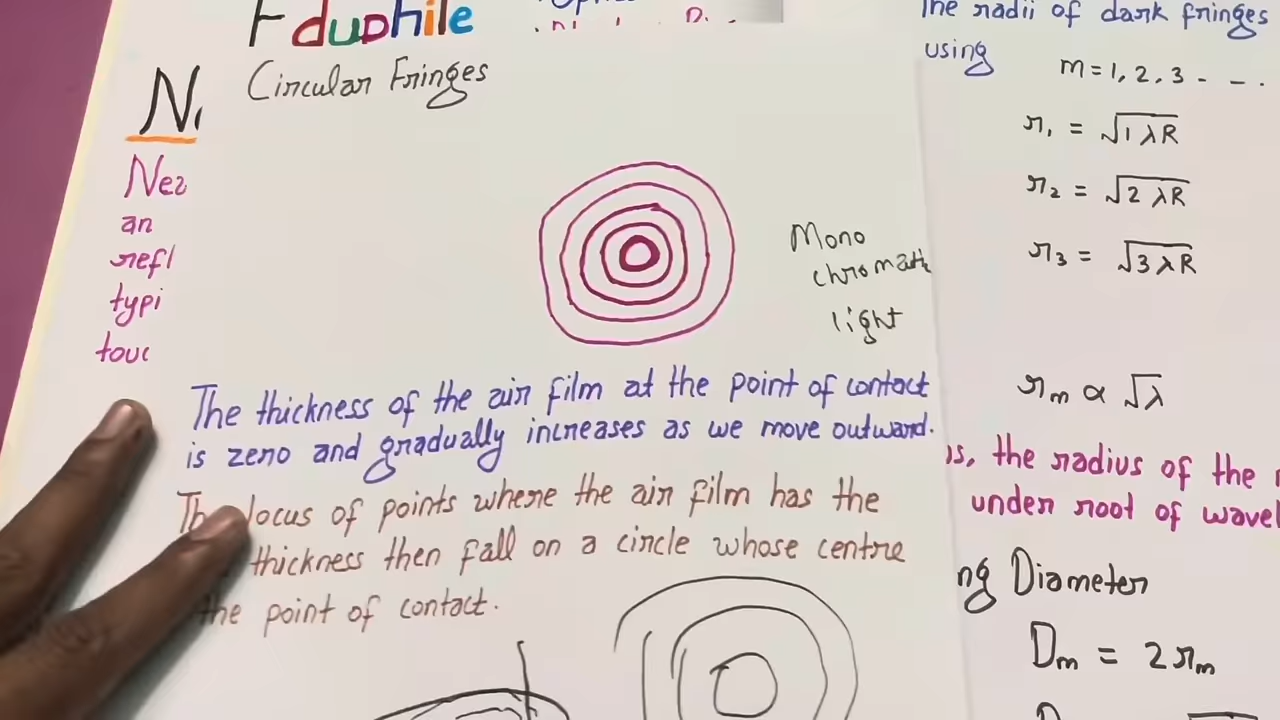 Eduphile
Circular Fringes
Mono
chromatic
light
The thickness of the air film at the point of contact
is zero and gradually increases as we move outward.
locus of points where the air film has the
thickness then fall on a circle whose centre
the point of contact.
The radii of dark fringes
using m = 1, 2, 3 - - .
r₁ = √1λR
r₂ = √2λR
r₃ = √3λR
rₘ ∝ √λ
the radius of the
under root of
Diameter
Dₘ = 2rₘ